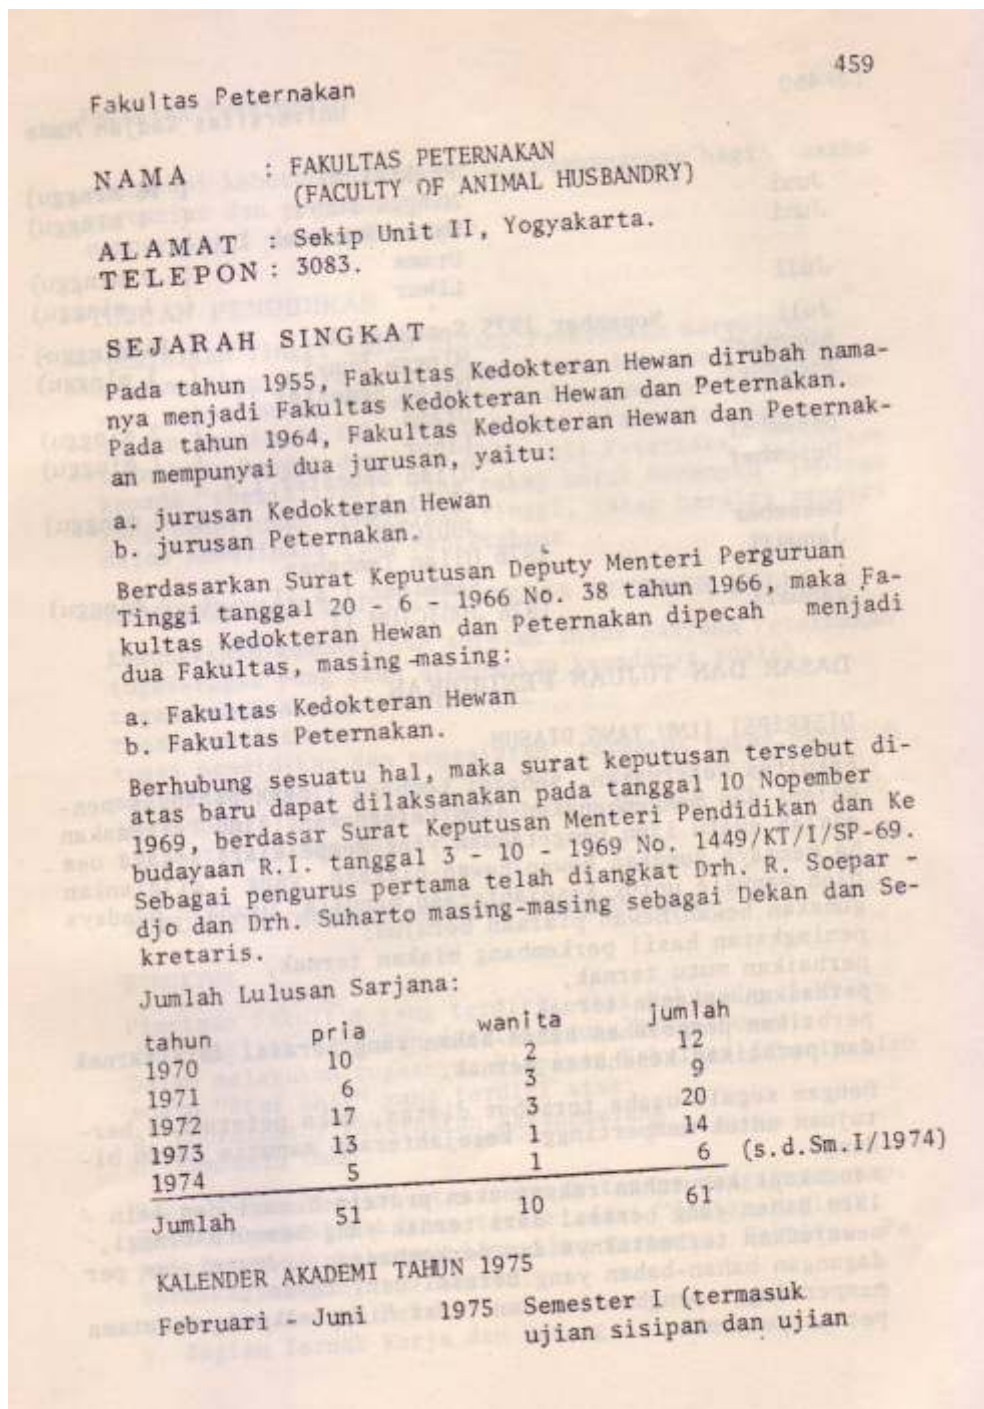 459
Fakultas Peternakan
NAMA : FAKULTAS PETERNAKAN
(FACULTY OF ANIMAL HUSBANDRY)
ALAMAT : Sekip Unit II, Yogyakarta.
TELEPON : 3083.
SEJARAH SINGKAT
Pada tahun 1955, Fakultas Kedokteran Hewan dirubah nama-
nya menjadi Fakultas Kedokteran Hewan dan Peternakan.
Pada tahun 1964, Fakultas Kedokteran Hewan dan Peternak-
an mempunyai dua jurusan, yaitu:
a. jurusan Kedokteran Hewan
b. jurusan Peternakan.
Berdasarkan Surat Keputusan Deputy Menteri Perguruan
Tinggi tanggal 20 - 6 - 1966 No. 38 tahun 1966, maka Fa-
kultas Kedokteran Hewan dan Peternakan dipecah menjadi
dua Fakultas, masing-masing:
a. Fakultas Kedokteran Hewan
b. Fakultas Peternakan.
Berhubung sesuatu hal, maka surat keputusan tersebut di-
atas baru dapat dilaksanakan pada tanggal 10 Nopember
1969, berdasar Surat Keputusan Menteri Pendidikan dan Ke
budayaan R.I. tanggal 3 - 10 - 1969 No. 1449/KT/I/SP-69.
Sebagai pengurus pertama telah diangkat Drh. R. Soepar -
djo dan Drh. Suharto masing-masing sebagai Dekan dan Se-
kretaris.
Jumlah Lulusan Sarjana:
tahun pria wanita jumlah
1970 10 2 12
1971 6 3 9
1972 17 3 20
1973 13 1 14
1974 5 1 6 (s.d.Sm.I/1974)
Jumlah 51 10 61
KALENDER AKADEMI TAHUN 1975
Februari - Juni 1975 Semester I (termasuk
ujian sisipan dan ujian